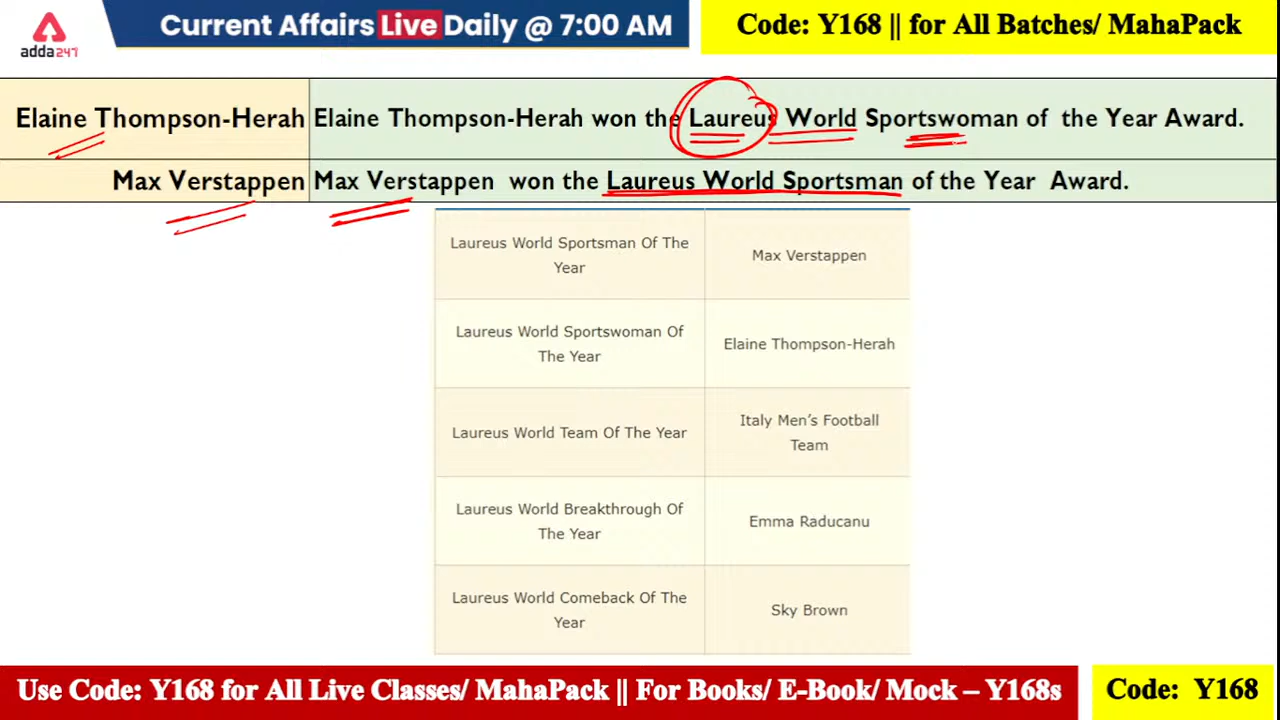 adda247
Current Affairs Live Daily @ 7:00 AM
Code: Y168 || for All Batches/ MahaPack
Elaine Thompson-Herah
Elaine Thompson-Herah won the Laureus World Sportswoman of the Year Award.
Max Verstappen
Max Verstappen won the Laureus World Sportsman of the Year Award.
Laureus World Sportsman Of The
Year
Max Verstappen
Laureus World Sportswoman Of
The Year
Elaine Thompson-Herah
Laureus World Team Of The Year
Italy Men's Football
Team
Laureus World Breakthrough Of
The Year
Emma Raducanu
Laureus World Comeback Of The
Year
Sky Brown
Use Code: Y168 for All Live Classes/ MahaPack || For Books/ E-Book/ Mock – Y168s
Code: Y168